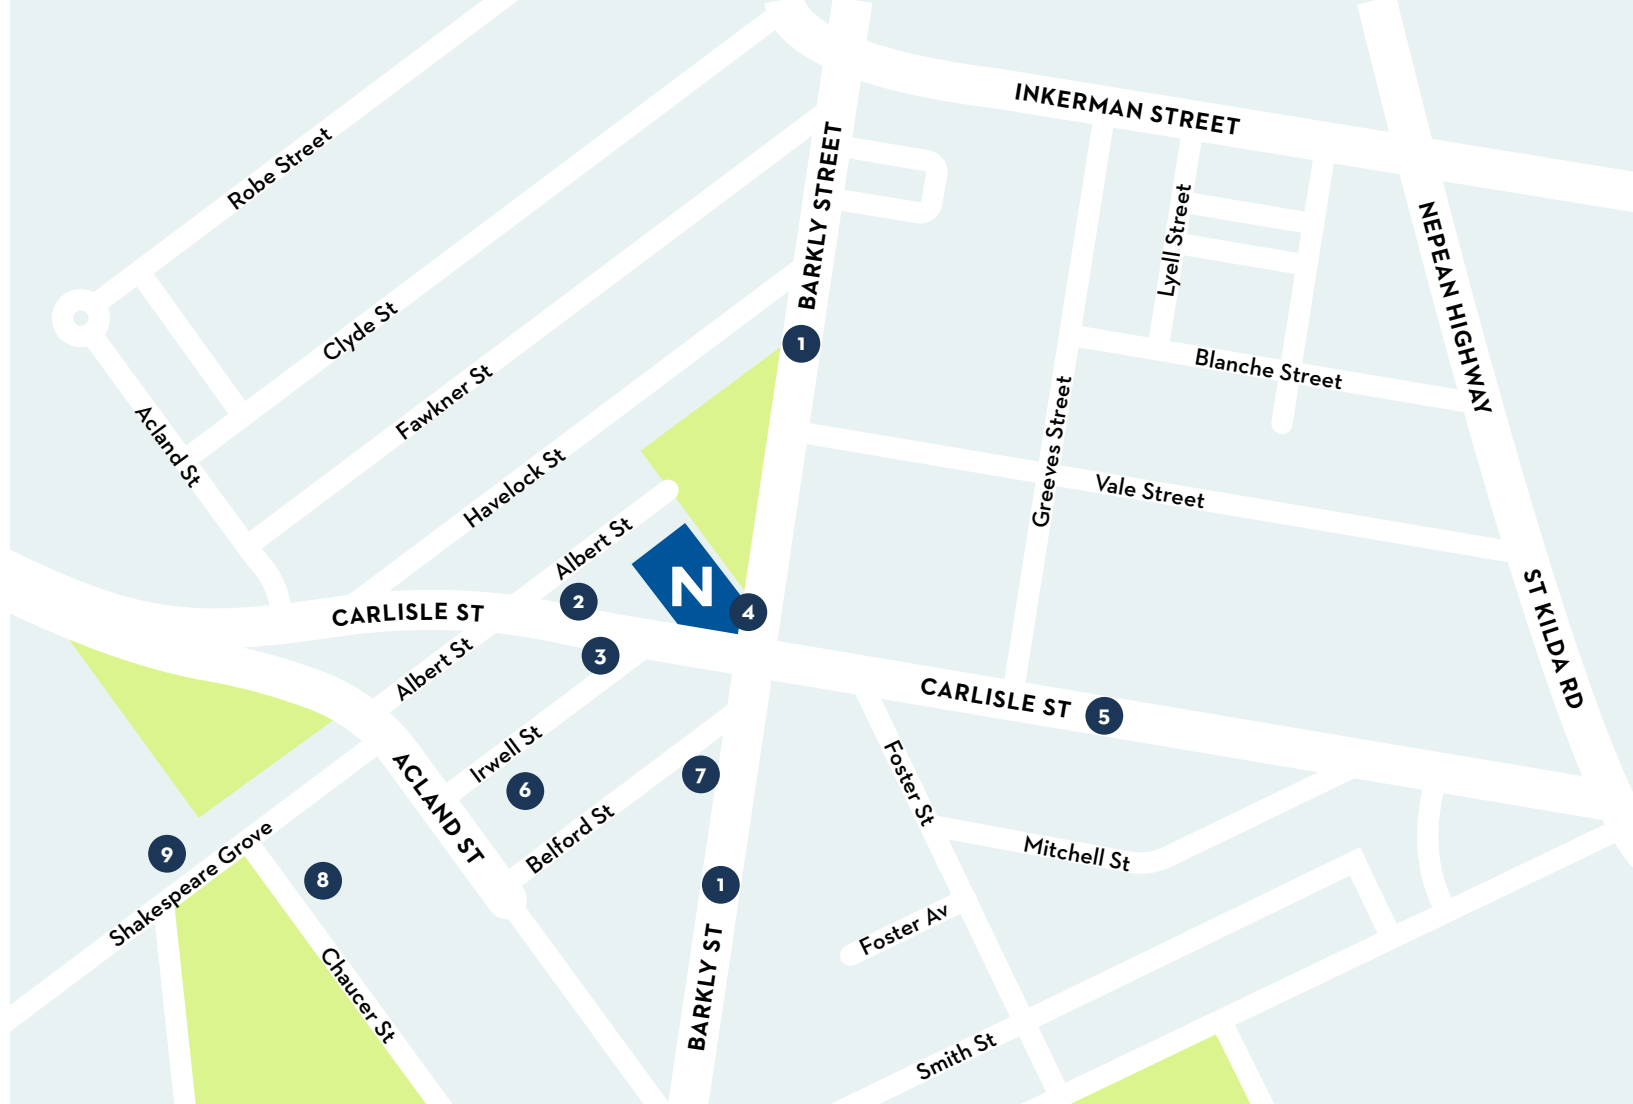 INKERMAN STREET
Robe Street
BARKLY STREET
Lyell Street
NEPEAN HIGHWAY
Clyde St
1
Blanche Street
Fawkner St
Acland St
Greeves Street
Havelock St
Vale Street
Albert St
N
2
4
CARLISLE ST
3
ST KILDA RD
Albert St
CARLISLE ST
5
Irwell St
6
7
Foster St
ACLAND ST
Belford St
Mitchell St
9
Shakespeare Grove
8
1
Foster Av
Chaucer St
BARKLY ST
Smith St